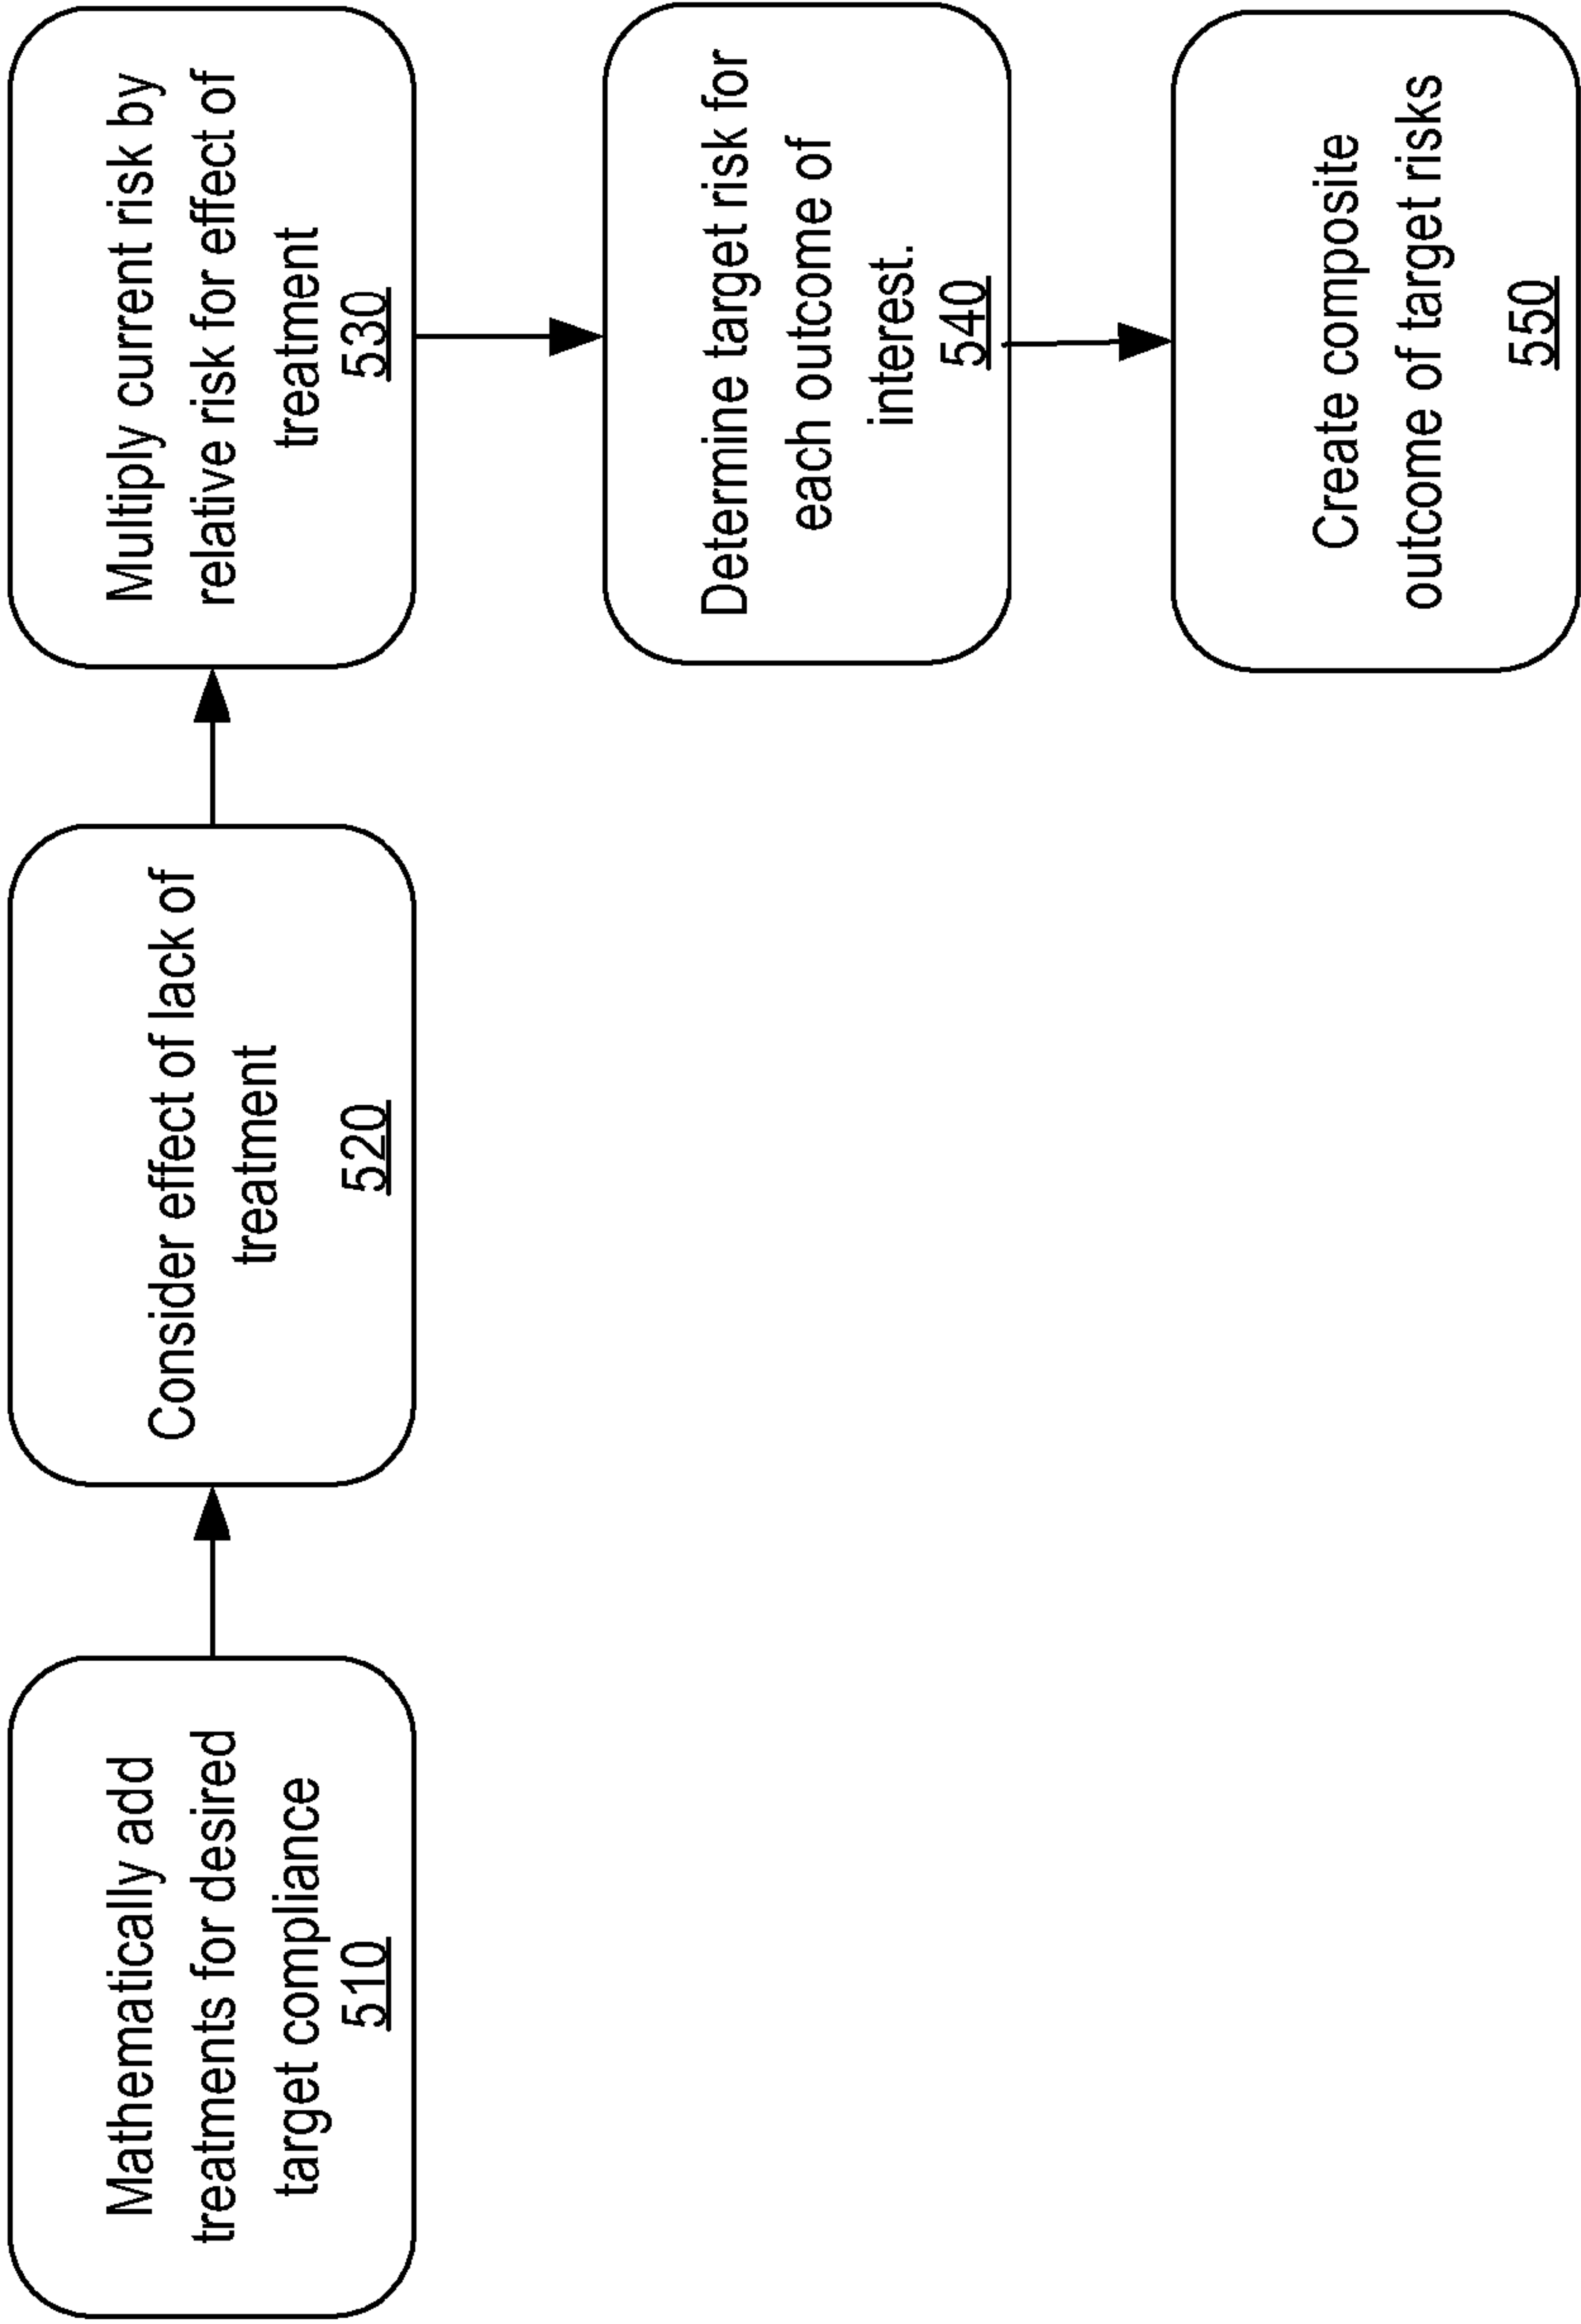 Mathematically add
treatments for desired
target compliance
510
Consider effect of lack of
treatment
520
Multiply current risk by
relative risk for effect of
treatment
530
Determine target risk for
each outcome of
interest.
540
Create composite
outcome of target risks
550